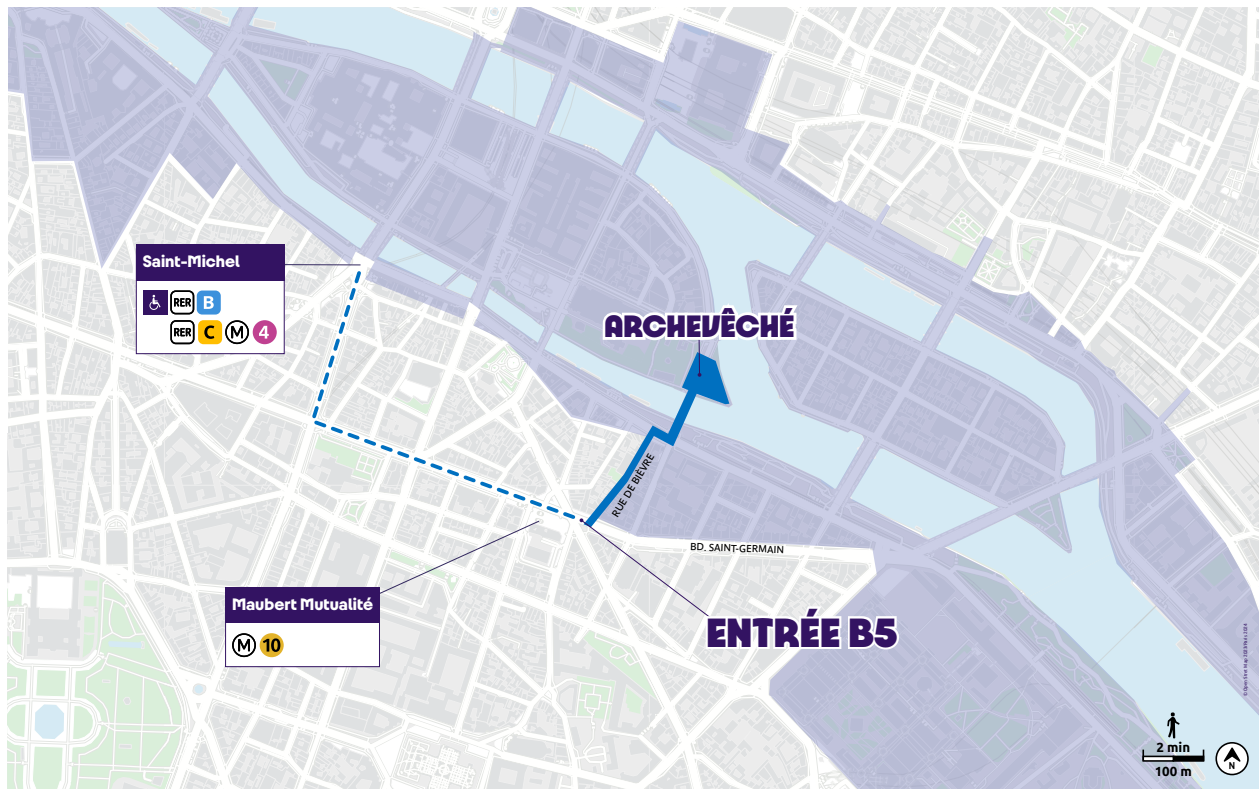 Saint-Michel
RER B
RER C M 4
ARCHEVÊCHÉ
RUE DE BIÈVRE
BD. SAINT-GERMAIN
Maubert Mutualité
M 10
ENTRÉE B5
2 min
100 m
N